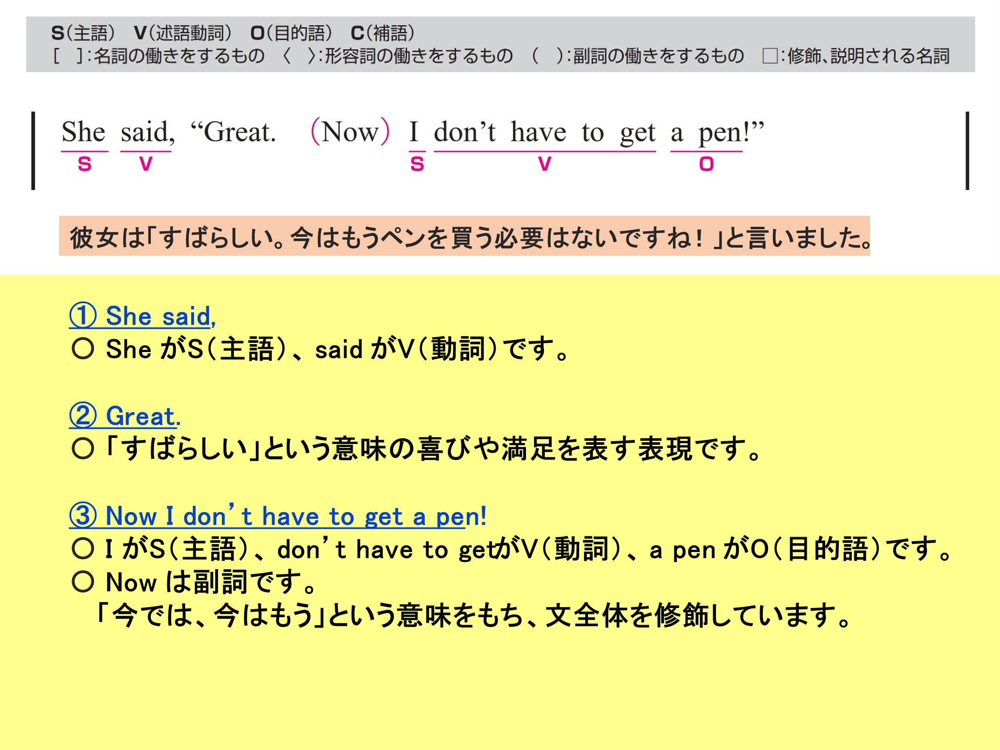 S（主語）　V（述語動詞）　O（目的語）　C（補語）
［　］：名詞の働きをするもの　〈　〉：形容詞の働きをするもの　（　）：副詞の働きをするもの　□：修飾、説明される名詞
She said, “Great. （Now） I don’t have to get a pen!”
S V S V O
彼女は「すばらしい。今はもうペンを買う必要はないですね！」と言いました。
① She said,
○ She がS（主語）、said がV（動詞）です。
② Great.
○ 「すばらしい」という意味の喜びや満足を表す表現です。
③ Now I don’t have to get a pen!
○ I がS（主語）、don’t have to getがV（動詞）、a pen がO（目的語）です。
○ Now は副詞です。
「今では、今はもう」という意味をもち、文全体を修飾しています。